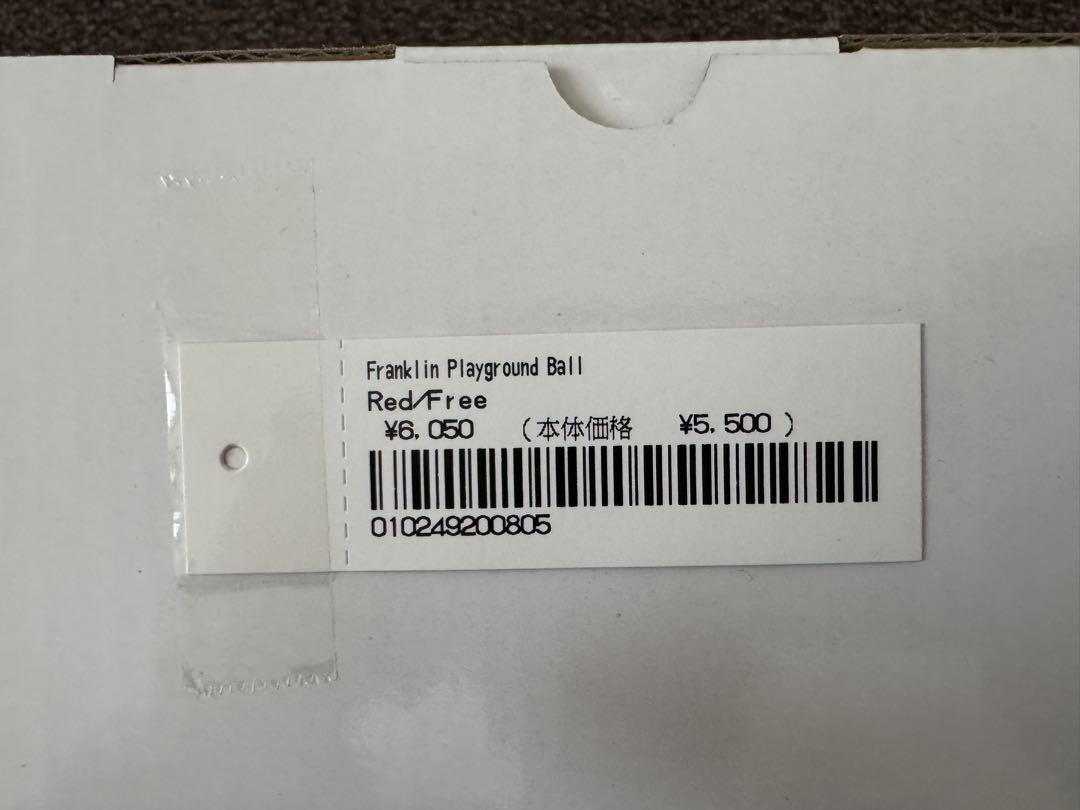 Franklin Playground Ball
Red/Free
¥6,050 (本体価格 ¥5,500 )
010249200805